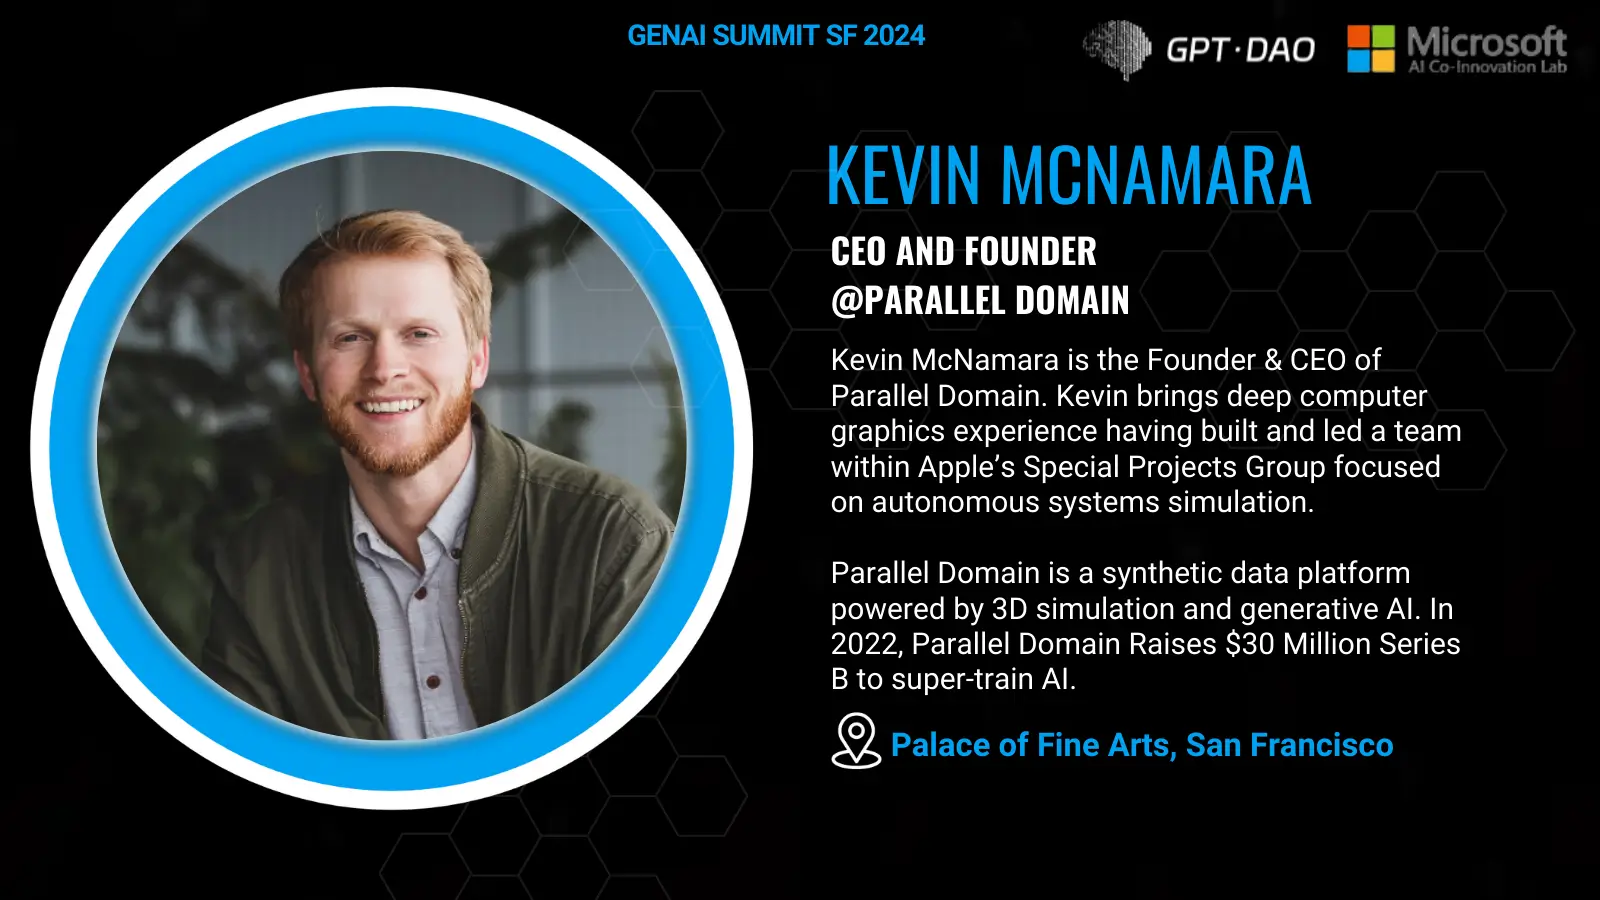 GENAI SUMMIT SF 2024
GPT·DAO
Microsoft
AI Co-Innovation Lab
KEVIN MCNAMARA
CEO AND FOUNDER
@PARALLEL DOMAIN
Kevin McNamara is the Founder & CEO of
Parallel Domain. Kevin brings deep computer
graphics experience having built and led a team
within Apple’s Special Projects Group focused
on autonomous systems simulation.
Parallel Domain is a synthetic data platform
powered by 3D simulation and generative AI. In
2022, Parallel Domain Raises $30 Million Series
B to super-train AI.
Palace of Fine Arts, San Francisco